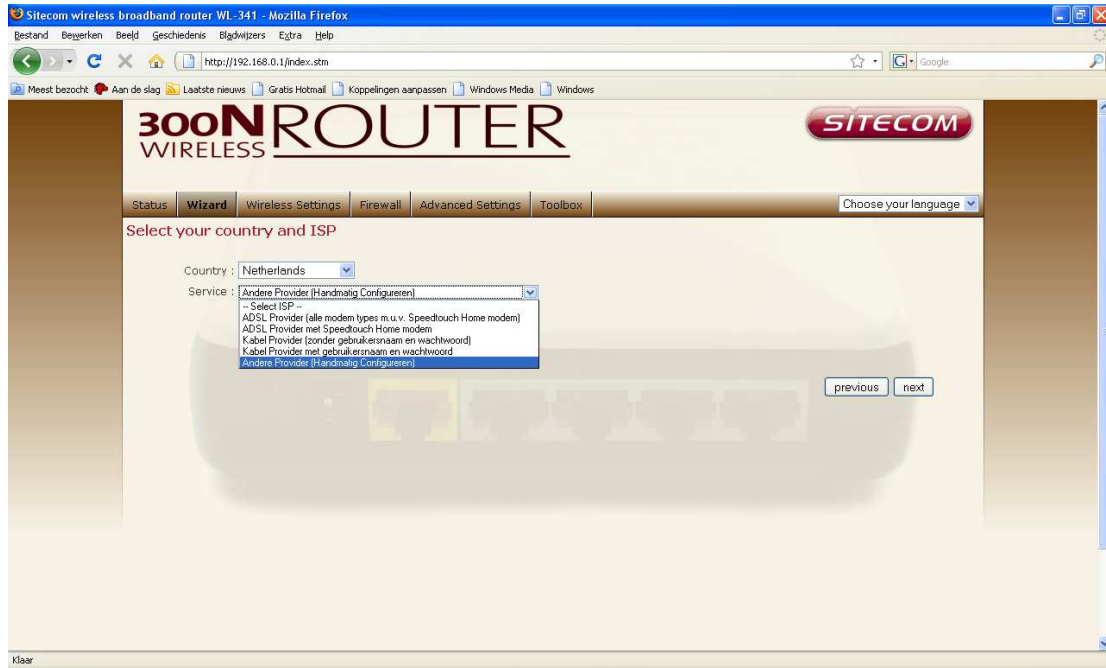 Sitecom wireless broadband router WL-341 - Mozilla Firefox
Bestand Bewerken Beeld Geschiedenis Bladwijzers Extra Help
http://192.168.0.1/index.stm
G Google
Meest bezocht Aan de slag Laatste nieuws Gratis Hotmail Koppelingen aanpassen Windows Media Windows
300N ROUTER
WIRELESS
SITECOM
Status Wizard Wireless Settings Firewall Advanced Settings Toolbox Choose your language
Select your country and ISP
Country : Netherlands
Service : Andere Provider (Handmatig Configureren)
-- Select ISP --
ADSL Provider (alle modem types m.u.v. Speedtouch Home modem)
ADSL Provider met Speedtouch Home modem
Kabel Provider (zonder gebruikersnaam en wachtwoord)
Kabel Provider met gebruikersnaam en wachtwoord
Andere Provider (Handmatig Configureren)
previous next
Klaar